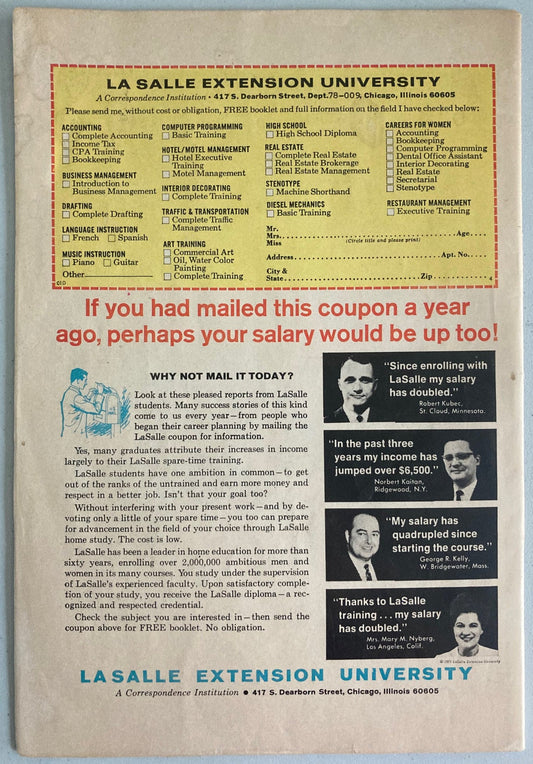 LA SALLE EXTENSION UNIVERSITY
A Correspondence Institution • 417 S. Dearborn Street, Dept. 78-009, Chicago, Illinois 60605
Please send me, without cost or obligation, FREE booklet and full information on the field I have checked below:
ACCOUNTING
Complete Accounting
Income Tax
CPA Training
Bookkeeping
BUSINESS MANAGEMENT
Introduction to
Business Management
DRAFTING
Complete Drafting
LANGUAGE INSTRUCTION
French Spanish
MUSIC INSTRUCTION
Piano Guitar
Other
COMPUTER PROGRAMMING
Basic Training
HOTEL/MOTEL MANAGEMENT
Hotel Executive
Training
Motel Management
INTERIOR DECORATING
Complete Training
TRAFFIC & TRANSPORTATION
Complete Traffic
Management
ART TRAINING
Commercial Art
Oil, Water Color
Painting
Complete Training
HIGH SCHOOL
High School Diploma
REAL ESTATE
Complete Real Estate
Real Estate Brokerage
Real Estate Management
STENOTYPE
Machine Shorthand
DIESEL MECHANICS
Basic Training
CAREERS FOR WOMEN
Accounting
Bookkeeping
Computer Programming
Dental Office Assistant
Interior Decorating
Real Estate
Secretarial
Stenotype
RESTAURANT MANAGEMENT
Executive Training
Mr.
Mrs. Age
Miss (Circle title and please print)
Address Apt. No.
City &
State Zip
If you had mailed this coupon a year
ago, perhaps your salary would be up too!
WHY NOT MAIL IT TODAY?
Look at these pleased reports from LaSalle
students. Many success stories of this kind
come to us every year—from people who
began their career planning by mailing the
LaSalle coupon for information.
Yes, many graduates attribute their increases in income
largely to their LaSalle spare-time training.
LaSalle students have one ambition in common—to get
out of the ranks of the untrained and earn more money and
respect in a better job. Isn't that your goal too?
Without interfering with your present work—and by de-
voting only a little of your spare time—you too can prepare
for advancement in the field of your choice through LaSalle
home study. The cost is low.
LaSalle has been a leader in home education for more than
sixty years, enrolling over 2,000,000 ambitious men and
women in its many courses. You study under the supervision
of LaSalle's experienced faculty. Upon satisfactory comple-
tion of your study, you receive the LaSalle diploma—a rec-
ognized and respected credential.
Check the subject you are interested in—then send the
coupon above for FREE booklet. No obligation.
"Since enrolling with
LaSalle my salary
has doubled."
Robert Kubec,
St. Cloud, Minnesota.
"In the past three
years my income has
jumped over $6,500."
Norbert Kaitan,
Ridgewood, N.Y.
"My salary has
quadrupled since
starting the course."
George R. Kelly,
W. Bridgewater, Mass.
"Thanks to LaSalle
training . . . my salary
has doubled."
Mrs. Mary M. Nyberg,
Los Angeles, Calif.
LaSalle Extension University
LA SALLE EXTENSION UNIVERSITY
A Correspondence Institution • 417 S. Dearborn Street, Chicago, Illinois 60605